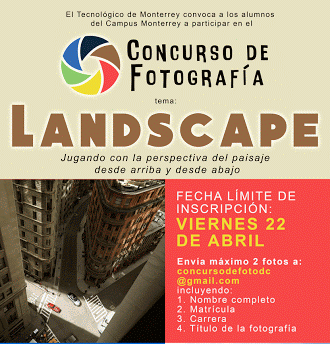 El Tecnológico de Monterrey convoca a los alumnos
del Campus Monterrey a participar en el
CONCURSO DE
FOTOGRAFÍA
tema:
LANDSCAPE
Jugando con la perspectiva del paisaje
desde arriba y desde abajo
FECHA LÍMITE DE
INSCRIPCIÓN:
VIERNES 22
DE ABRIL
Envía máximo 2 fotos a:
concursodefotodc
@gmail.com
incluyendo:
1. Nombre completo
2. Matrícula
3. Carrera
4. Título de la fotografía